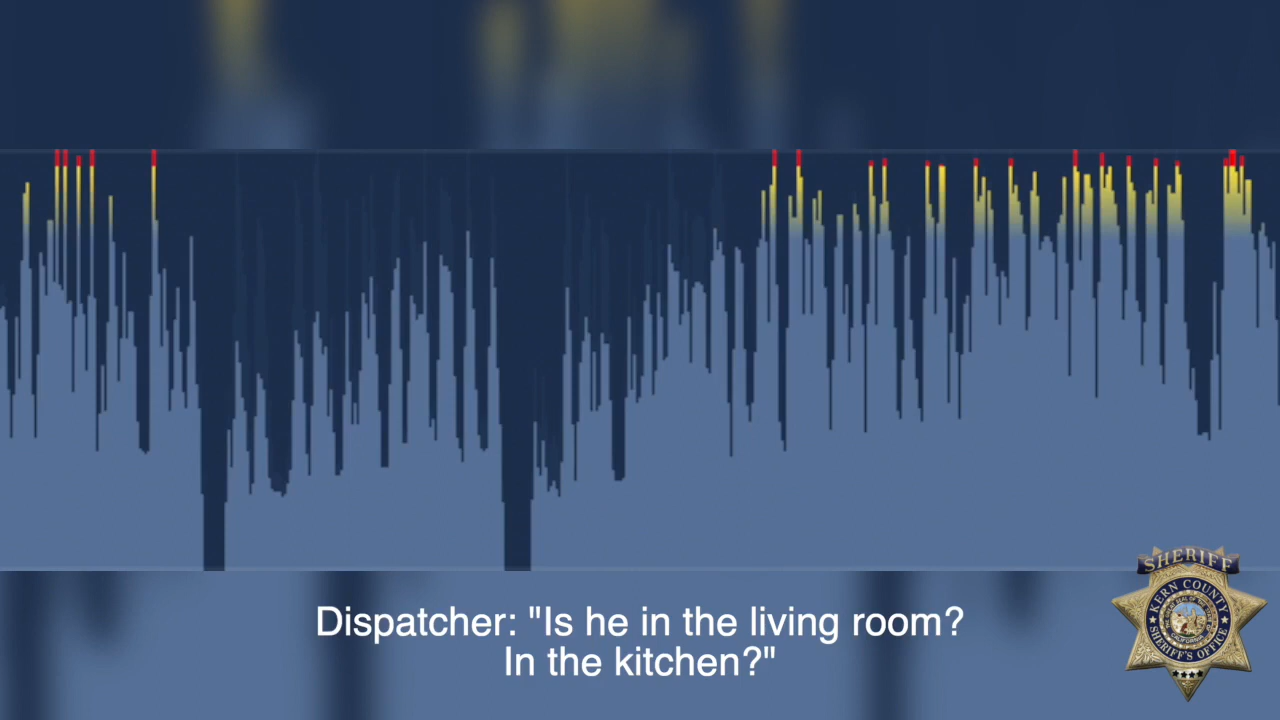 Dispatcher: "Is he in the living room?
In the kitchen?"
SHERIFF
KERN COUNTY
SHERIFF'S OFFICE